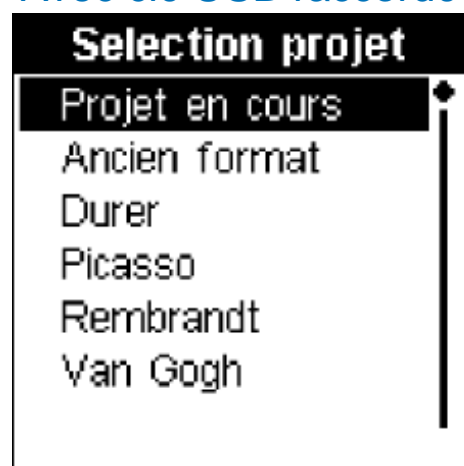 Selection projet
Projet en cours
Ancien format
Durer
Picasso
Rembrandt
Van Gogh